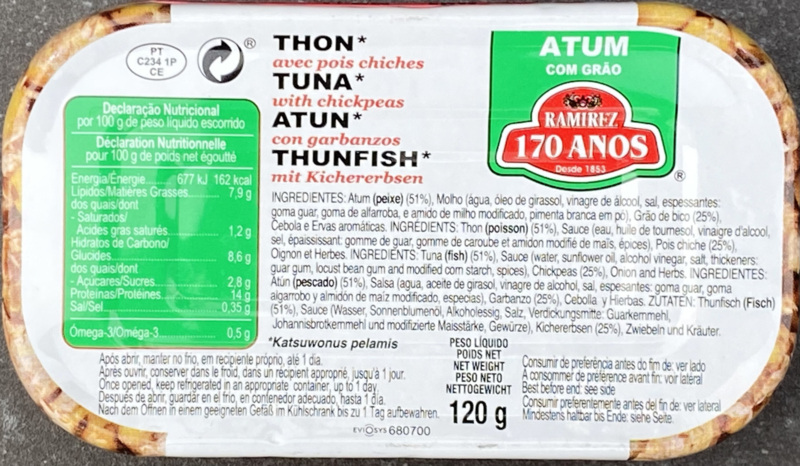 PT
C234 1P
CE
®
THON*
avec pois chiches
TUNA*
with chickpeas
ATUN*
con garbanzos
THUNFISH*
mit Kichererbsen
ATUM
COM GRÃO
RAMIREZ
170 ANOS
Desde 1853
®
Declaração Nutricional
por 100 g de peso líquido escorrido
Déclaration Nutritionnelle
pour 100 g de poids net égoutté
Energia/Énergie..... 677 kJ 162 kcal
Lípidos/Matières Grasses..... 7,9 g
dos quais/dont
- Saturados/
Acides gras saturés..... 1,2 g
Hidratos de Carbono/
Glucides..... 8,6 g
dos quais/dont
- Açúcares/Sucres..... 2,8 g
Proteínas/Protéines..... 14 g
Sal/Sel..... 0,35 g
Ómega-3/Oméga-3..... 0,5 g
INGREDIENTES: Atum (peixe) (51%), Molho (água, óleo de girassol, vinagre de álcool, sal, espessantes:
goma guar, goma de alfarroba, e amido de milho modificado, pimenta branca em pó), Grão de bico (25%),
Cebola e Ervas aromáticas. INGRÉDIENTS: Thon (poisson) (51%), Sauce (eau, huile de tournesol, vinaigre d'alcool,
sel, épaississant: gomme de guar, gomme de caroube et amidon modifié de maïs, épices), Pois chiche (25%),
Oignon et Herbes. INGREDIENTS: Tuna (fish) (51%), Sauce (water, sunflower oil, alcohol vinegar, salt, thickeners:
guar gum, locust bean gum and modified corn starch, spices), Chickpeas (25%), Onion and Herbs. INGREDIENTES:
Atún (pescado) (51%), Salsa (agua, aceite de girasol, vinagre de alcohol, sal, espesantes: goma guar, goma
algarrobo y almidón de maíz modificado, especias), Garbanzo (25%), Cebolla y Hierbas. ZUTATEN: Thunfisch (Fisch)
(51%), Sauce (Wasser, Sonnenblumenöl, Alkoholessig, Salz, Verdickungsmitte: Guarkernmehl,
Johannisbrotkernmehl und modifizierte Maisstärke, Gewürze), Kichererbsen (25%), Zwiebeln und Kräuter.
*Katsuwonus pelamis
Após abrir, manter no frio, em recipiente próprio, até 1 dia.
Après ouvrir, conserver dans le froid, dans un récipient approprié, jusqu'à 1 jour.
Once opened, keep refrigerated in an appropriate container, up to 1 day.
Después de abrir, guardar en el frío, en contenedor adecuado, hasta 1 día.
Nach dem Öffnen in einem geeigneten Gefäß im Kühlschrank bis zu 1 Tag aufbewahren.
PESO LÍQUIDO
POIDS NET
NET WEIGHT
PESO NETO
NETTOGEWICHT
120 g
Consumir de preferência antes do fim de: ver lado
À consommer de préférence avant fin: voir latéral
Best before end: see side
Consumir preferentemente antes del fin de: ver lateral
Mindestens haltbar bis Ende: siehe Seite.
EVIOSYS 680700